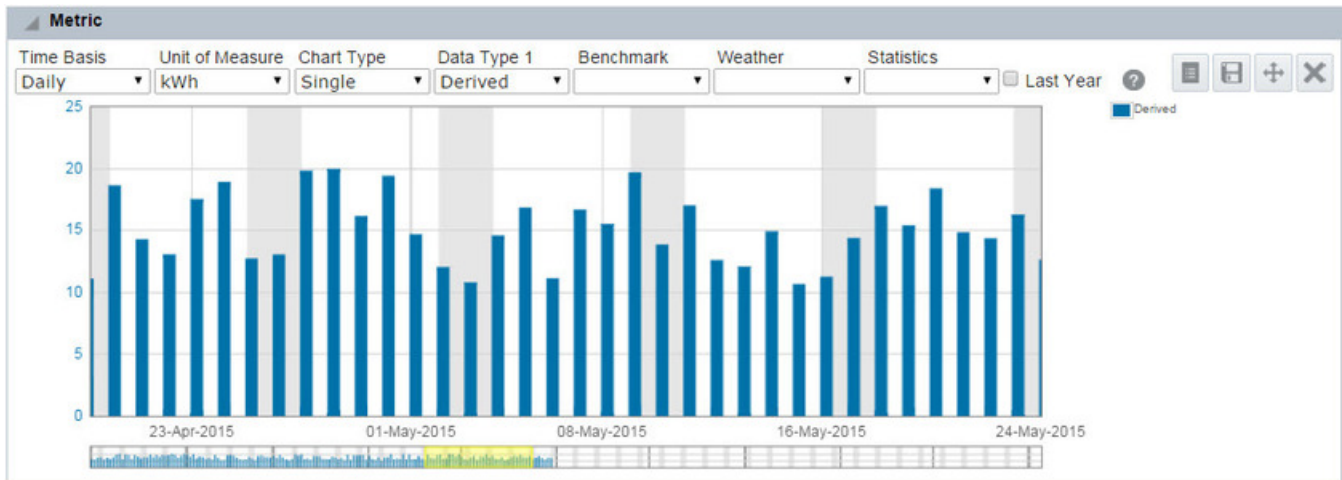 Metric
Time Basis Unit of Measure Chart Type Data Type 1 Benchmark Weather Statistics
Daily kWh Single Derived Last Year ?
25
Derived
20
15
10
5
0
23-Apr-2015 01-May-2015 08-May-2015 16-May-2015 24-May-2015